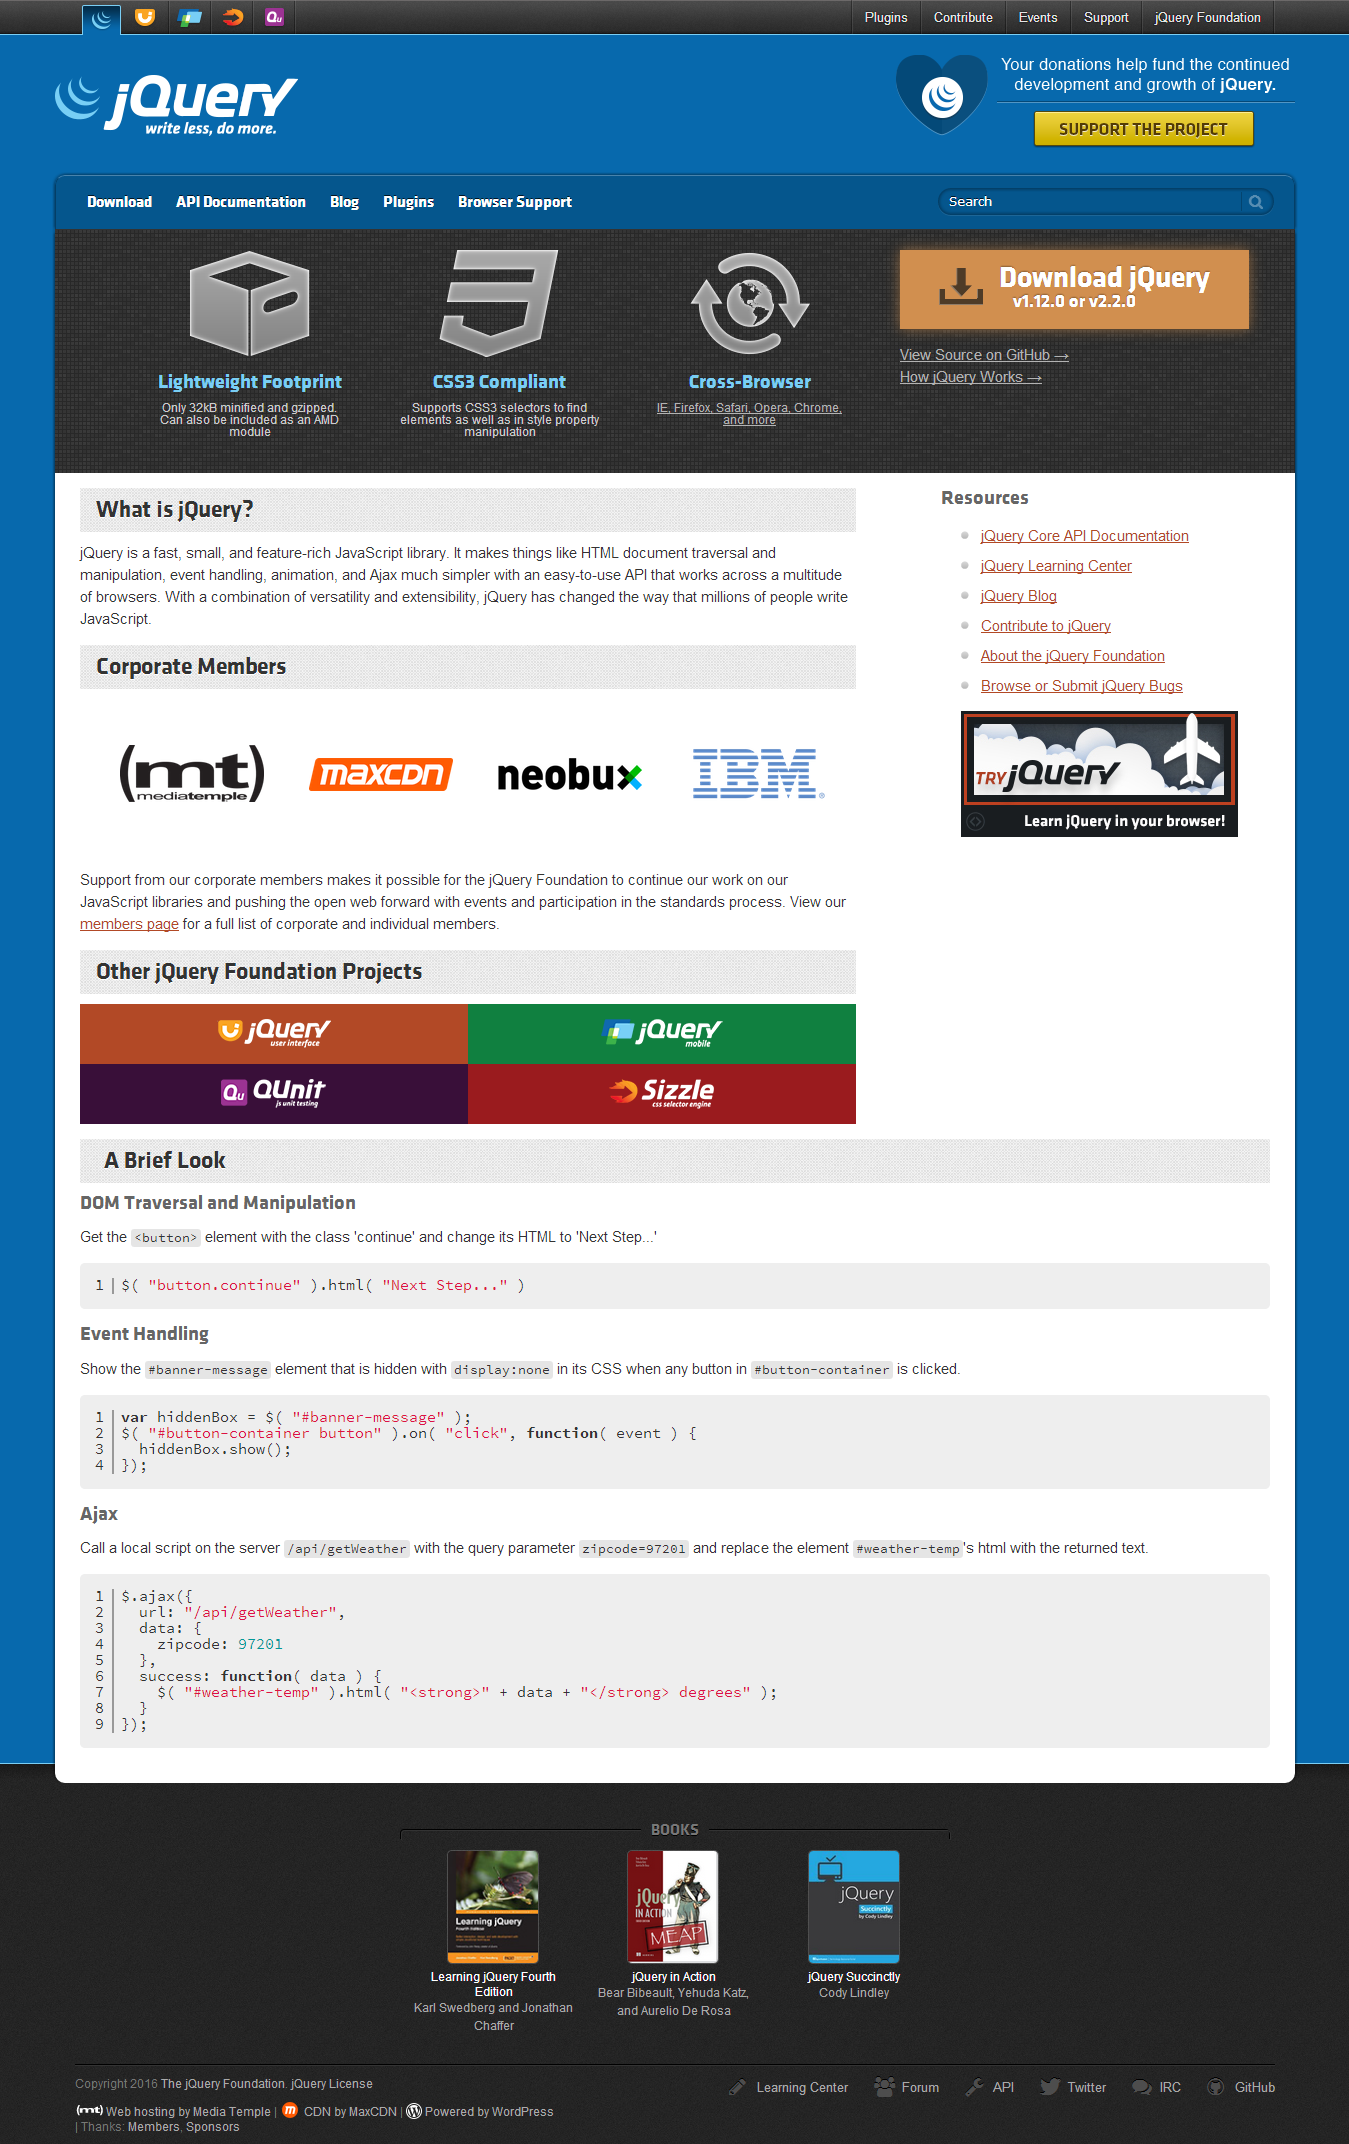 Plugins
Contribute
Events
Support
jQuery Foundation
jQuery
write less, do more.
Your donations help fund the continued
development and growth of jQuery.
SUPPORT THE PROJECT
Download
API Documentation
Blog
Plugins
Browser Support
Search
Lightweight Footprint
Only 32kB minified and gzipped.
Can also be included as an AMD
module
CSS3 Compliant
Supports CSS3 selectors to find
elements as well as in style property
manipulation
Cross-Browser
IE, Firefox, Safari, Opera, Chrome,
and more
Download jQuery
v1.12.0 or v2.2.0
View Source on GitHub →
How jQuery Works →
What is jQuery?
jQuery is a fast, small, and feature-rich JavaScript library. It makes things like HTML document traversal and
manipulation, event handling, animation, and Ajax much simpler with an easy-to-use API that works across a multitude
of browsers. With a combination of versatility and extensibility, jQuery has changed the way that millions of people write
JavaScript.
Corporate Members
(mt)
mediatemple
maxcdn
neobux
IBM®
Support from our corporate members makes it possible for the jQuery Foundation to continue our work on our
JavaScript libraries and pushing the open web forward with events and participation in the standards process. View our
members page for a full list of corporate and individual members.
Other jQuery Foundation Projects
jQuery
user interface
jQuery
mobile
Qu QUnit
js unit testing
Sizzle
css selector engine
Resources
jQuery Core API Documentation
jQuery Learning Center
jQuery Blog
Contribute to jQuery
About the jQuery Foundation
Browse or Submit jQuery Bugs
TRY jQuery
Learn jQuery in your browser!
A Brief Look
DOM Traversal and Manipulation
Get the <button> element with the class 'continue' and change its HTML to 'Next Step...'
1 $( "button.continue" ).html( "Next Step..." )
Event Handling
Show the #banner-message element that is hidden with display:none in its CSS when any button in #button-container is clicked.
1 var hiddenBox = $( "#banner-message" );
2 $( "#button-container button" ).on( "click", function( event ) {
3   hiddenBox.show();
4 });
Ajax
Call a local script on the server /api/getWeather with the query parameter zipcode=97201 and replace the element #weather-temp's html with the returned text.
1 $.ajax({
2   url: "/api/getWeather",
3   data: {
4     zipcode: 97201
5   },
6   success: function( data ) {
7     $( "#weather-temp" ).html( "<strong>" + data + "</strong> degrees" );
8   }
9 });
BOOKS
Learning jQuery
Fourth Edition
jQuery
IN ACTION
MEAP
jQuery
Succinctly
by Cody Lindley
Learning jQuery Fourth
Edition
Karl Swedberg and Jonathan
Chaffer
jQuery in Action
Bear Bibeault, Yehuda Katz,
and Aurelio De Rosa
jQuery Succinctly
Cody Lindley
Copyright 2016 The jQuery Foundation. jQuery License
Learning Center
Forum
API
Twitter
IRC
GitHub
(mt) Web hosting by Media Temple | CDN by MaxCDN | Powered by WordPress
| Thanks: Members, Sponsors